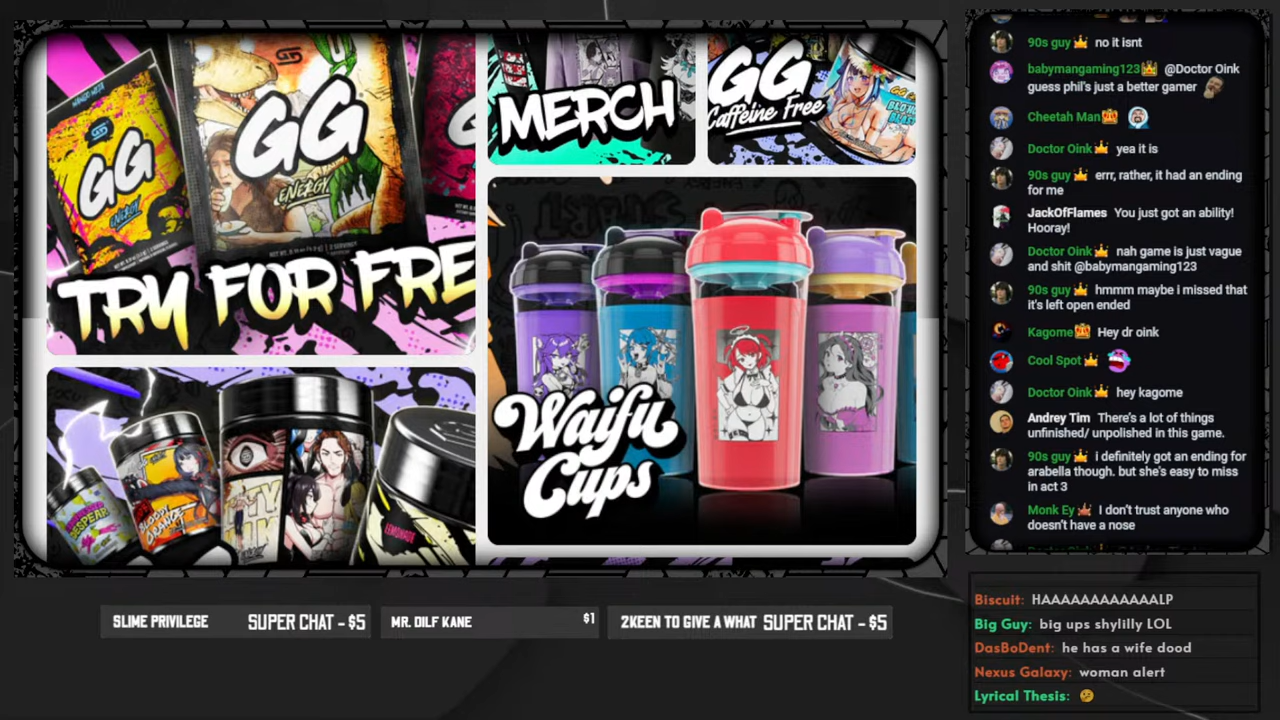 GG
ENERGY
GG
ENERGY
TRY FOR FRE
MERCH
GG
Caffeine Free
Waifu
Cups
BLOOD
ORANGE
LEMONADE
90s guy no it isnt
babymangaming123 @Doctor Oink
guess phil's just a better gamer
Cheetah Man
Doctor Oink yea it is
90s guy errr, rather, it had an ending
for me
JackOfFlames You just got an ability!
Hooray!
Doctor Oink nah game is just vague
and shit @babymangaming123
90s guy hmmm maybe i missed that
it's left open ended
Kagome Hey dr oink
Cool Spot
Doctor Oink hey kagome
Andrey Tim There's a lot of things
unfinished/ unpolished in this game.
90s guy i definitely got an ending for
arabella though. but she's easy to miss
in act 3
Monk Ey I don't trust anyone who
doesn't have a nose
SLIME PRIVILEGE SUPER CHAT - $5
MR. DILF KANE $1
2KEEN TO GIVE A WHAT SUPER CHAT - $5
Biscuit: HAAAAAAAAAAAALP
Big Guy: big ups shylilly LOL
DasBoDent: he has a wife dood
Nexus Galaxy: woman alert
Lyrical Thesis: